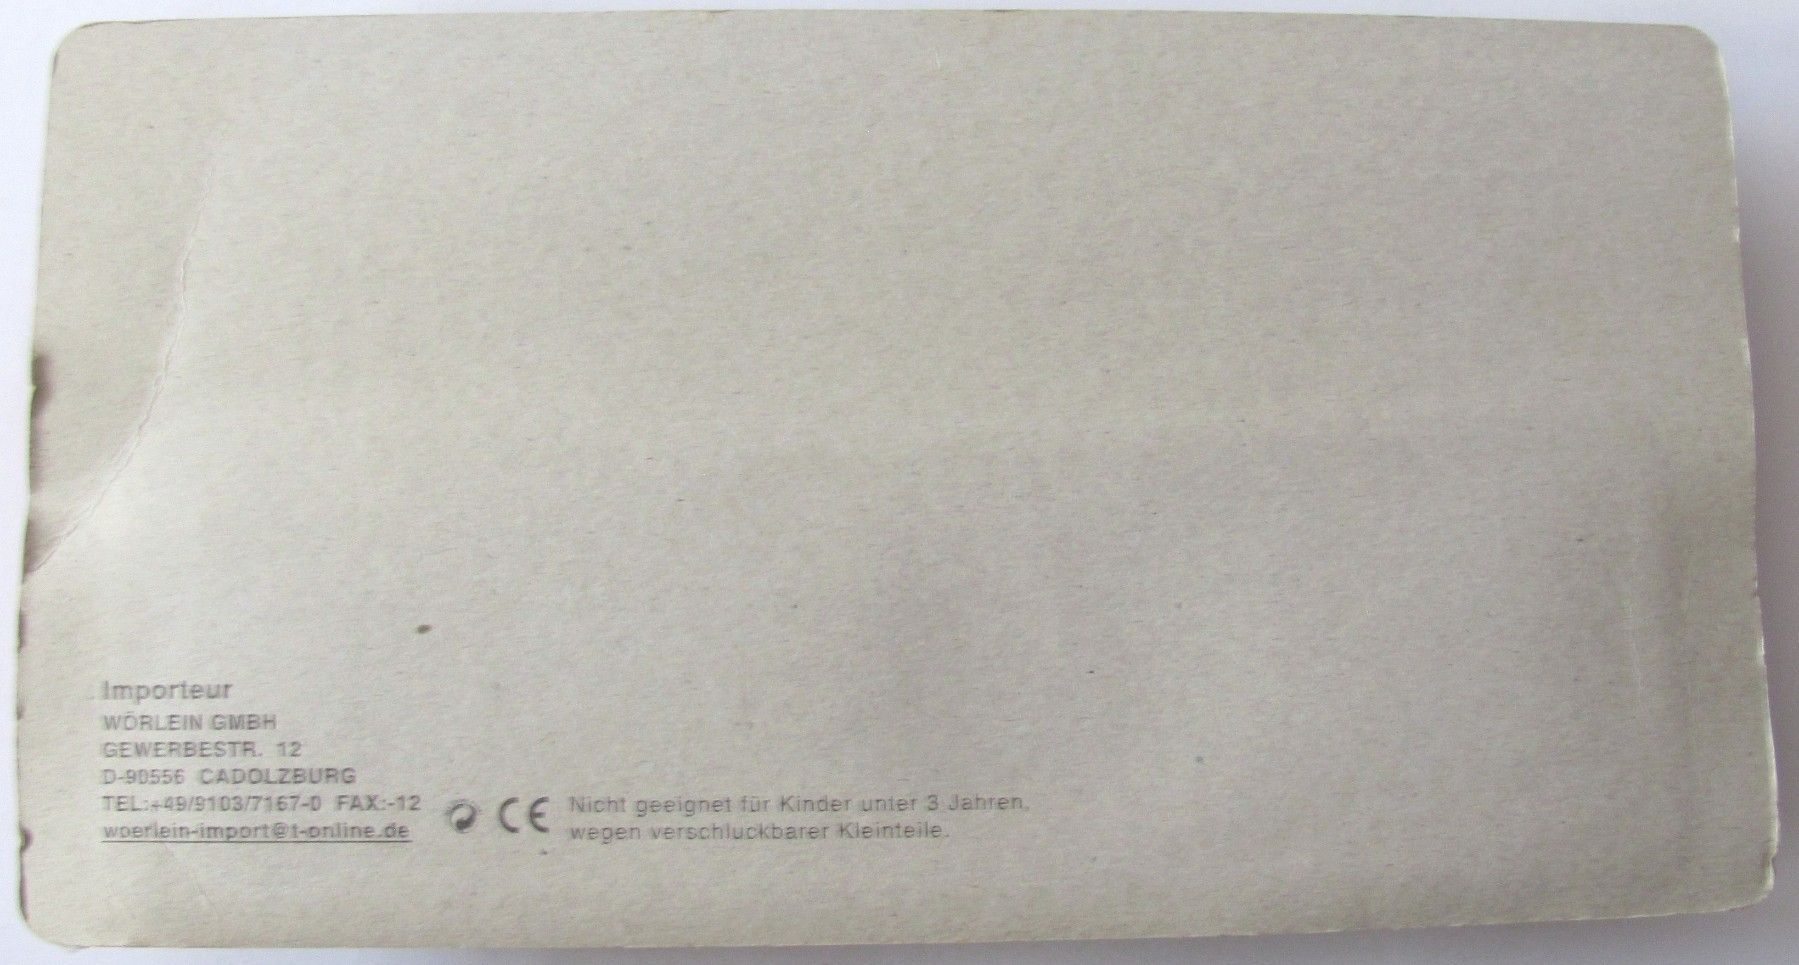 Importeur
WÖRLEIN GMBH
GEWERBESTR. 12
D-90556 CADOLZBURG
TEL:+49/9103/7167-0 FAX:-12
woerlein-import@t-online.de
CE
Nicht geeignet für Kinder unter 3 Jahren,
wegen verschluckbarer Kleinteile.